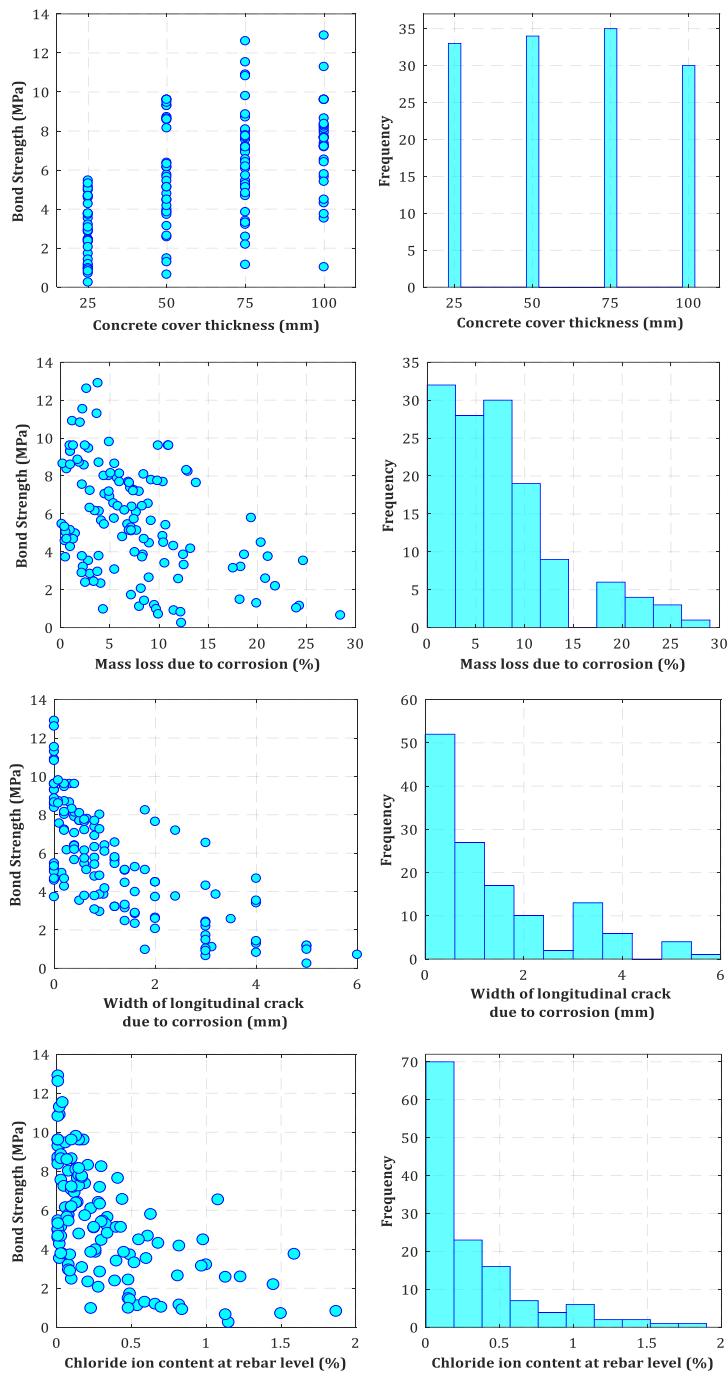 14
12
10
8
6
4
2
0
Bond Strength (MPa)
25 50 75 100
Concrete cover thickness (mm)
35
30
25
20
15
10
5
0
Frequency
25 50 75 100
Concrete cover thickness (mm)
14
12
10
8
6
4
2
0
Bond Strength (MPa)
0 5 10 15 20 25 30
Mass loss due to corrosion (%)
35
30
25
20
15
10
5
0
Frequency
0 5 10 15 20 25 30
Mass loss due to corrosion (%)
14
12
10
8
6
4
2
0
Bond Strength (MPa)
0 2 4 6
Width of longitudinal crack
due to corrosion (mm)
60
50
40
30
20
10
0
Frequency
0 2 4 6
Width of longitudinal crack
due to corrosion (mm)
14
12
10
8
6
4
2
0
Bond Strength (MPa)
0 0.5 1 1.5 2
Chloride ion content at rebar level (%)
70
60
50
40
30
20
10
0
Frequency
0 0.5 1 1.5 2
Chloride ion content at rebar level (%)